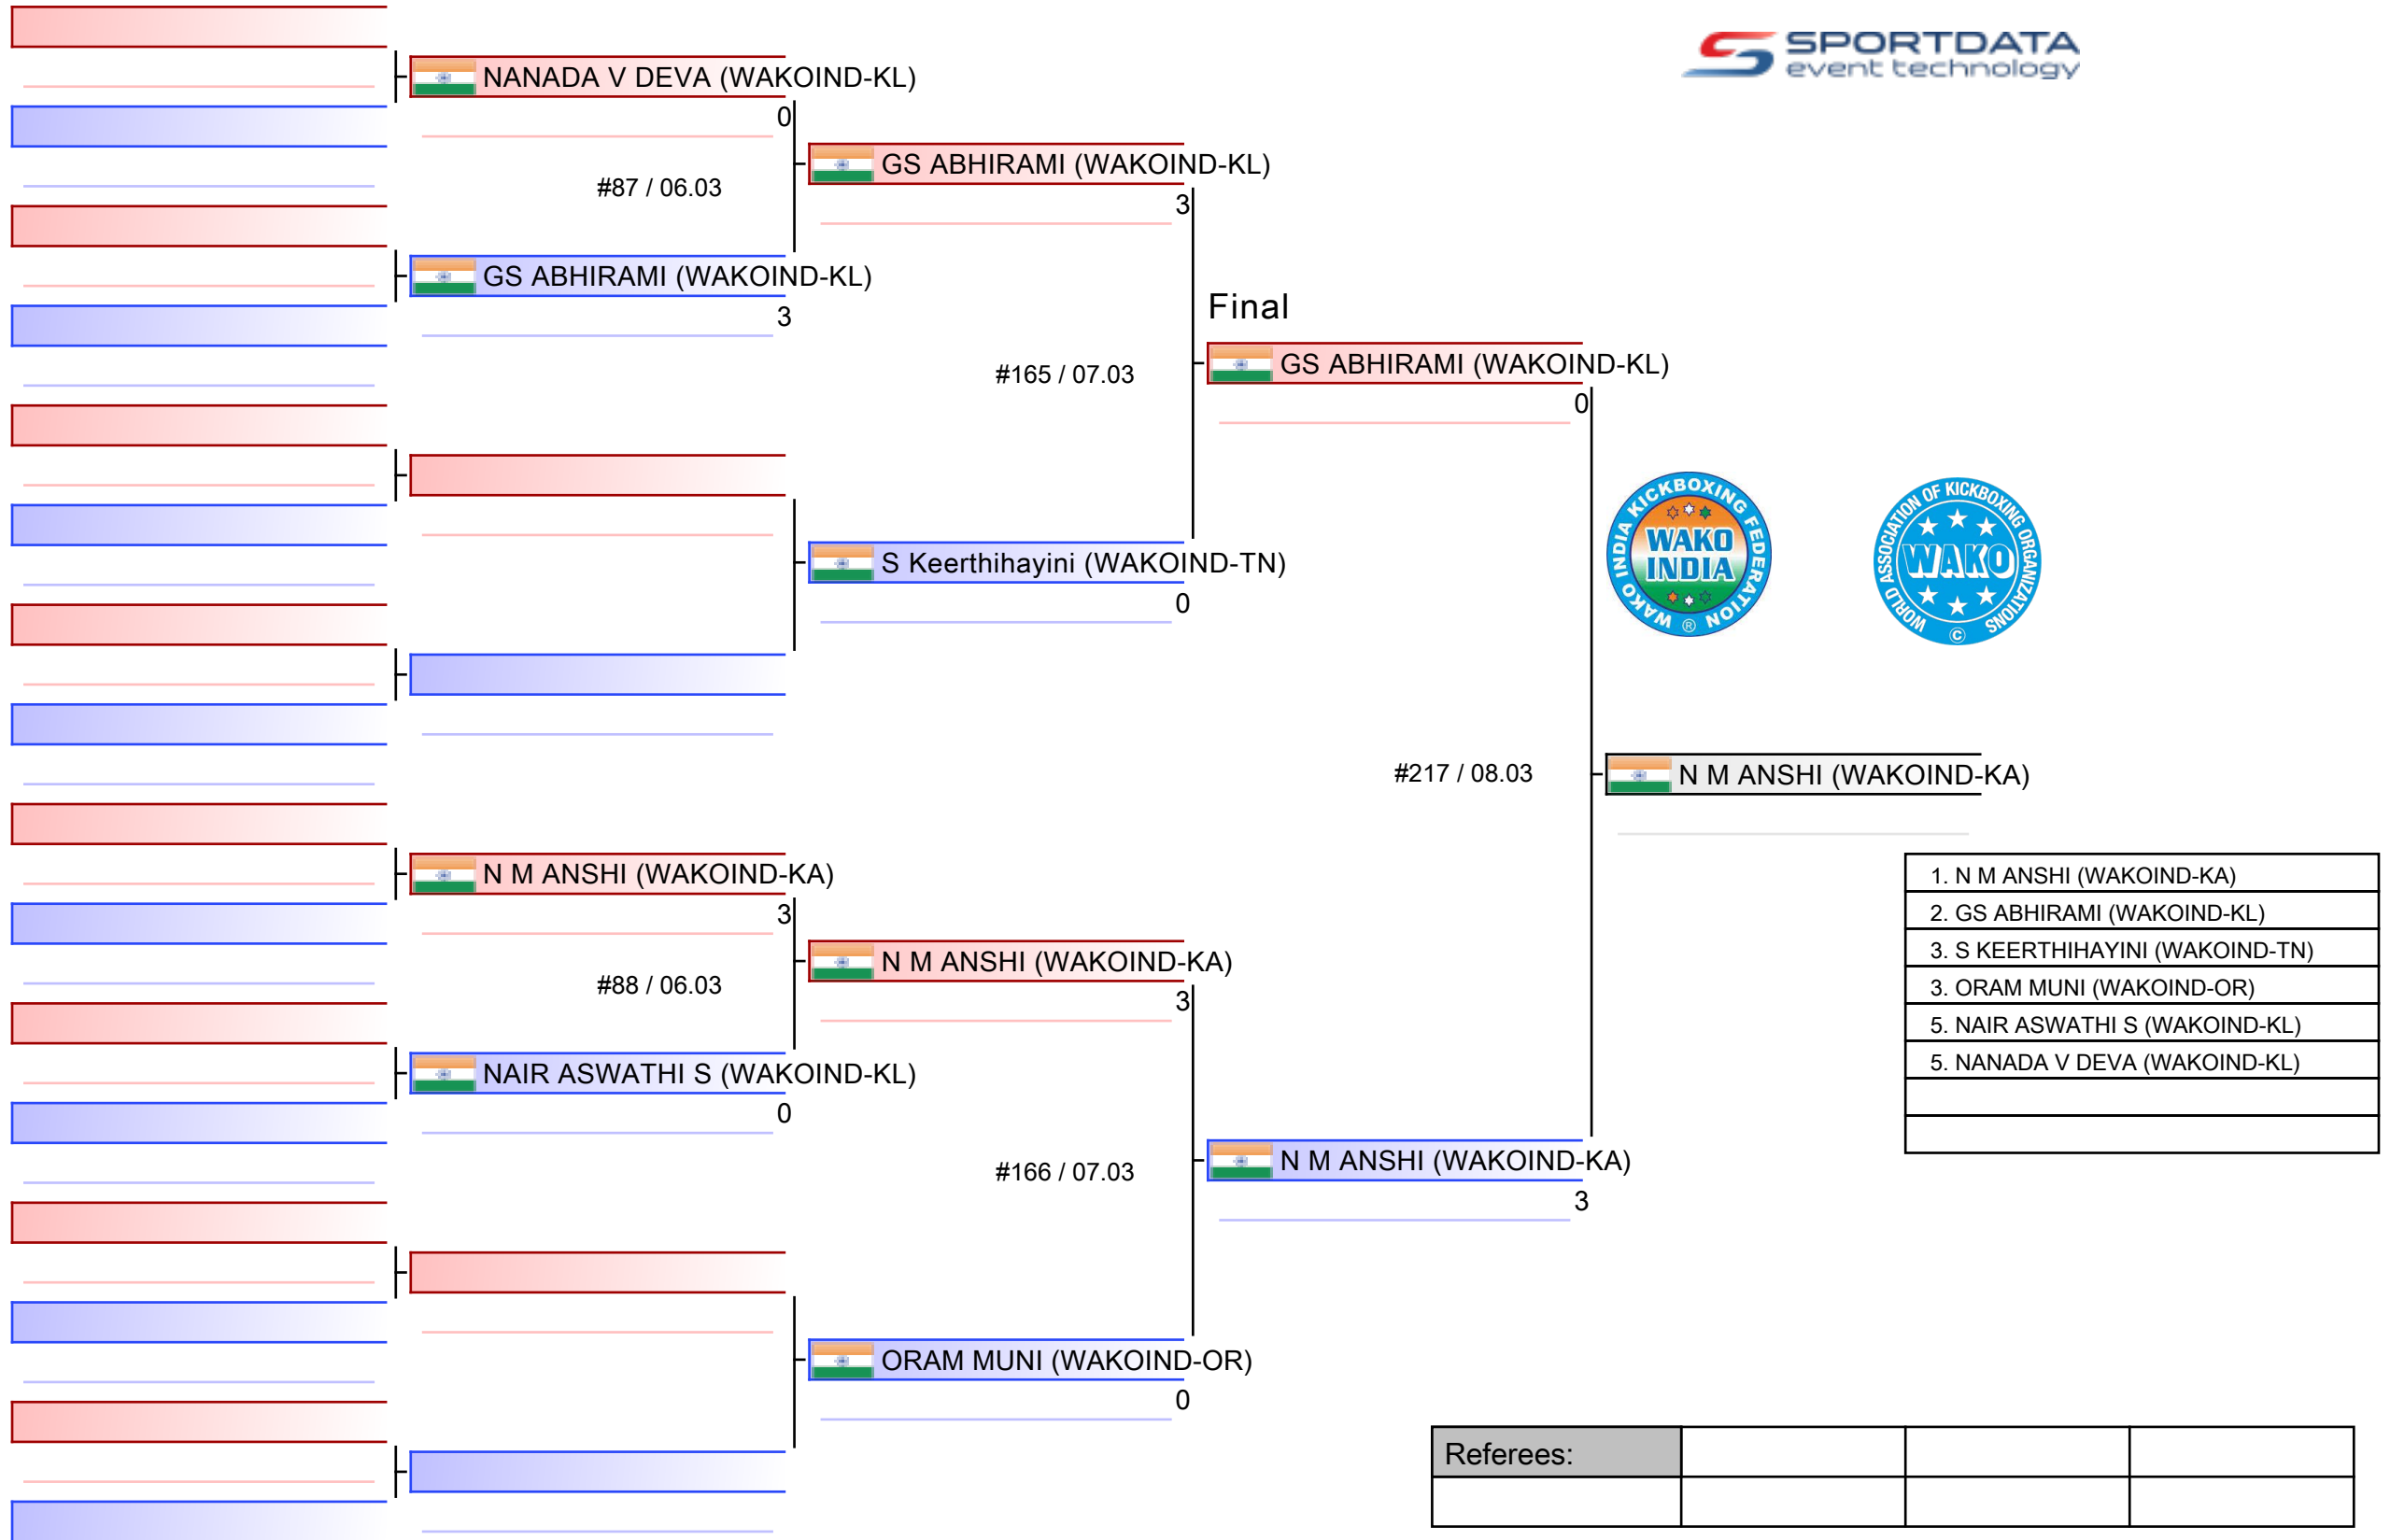 SPORTDATA
event technology
NANADA V DEVA (WAKOIND-KL)
0
#87 / 06.03
GS ABHIRAMI (WAKOIND-KL)
3
GS ABHIRAMI (WAKOIND-KL)
3
#165 / 07.03
S Keerthihayini (WAKOIND-TN)
0
Final
GS ABHIRAMI (WAKOIND-KL)
0
#217 / 08.03
N M ANSHI (WAKOIND-KA)
3
#88 / 06.03
NAIR ASWATHI S (WAKOIND-KL)
0
N M ANSHI (WAKOIND-KA)
3
#166 / 07.03
ORAM MUNI (WAKOIND-OR)
0
N M ANSHI (WAKOIND-KA)
3
WAKO INDIA KICKBOXING FEDERATION ®
WAKO
INDIA
WORLD ASSOCIATION OF KICKBOXING ORGANIZATIONS
WAKO
©
N M ANSHI (WAKOIND-KA)
1. N M ANSHI (WAKOIND-KA)
2. GS ABHIRAMI (WAKOIND-KL)
3. S KEERTHIHAYINI (WAKOIND-TN)
3. ORAM MUNI (WAKOIND-OR)
5. NAIR ASWATHI S (WAKOIND-KL)
5. NANADA V DEVA (WAKOIND-KL)
Referees: